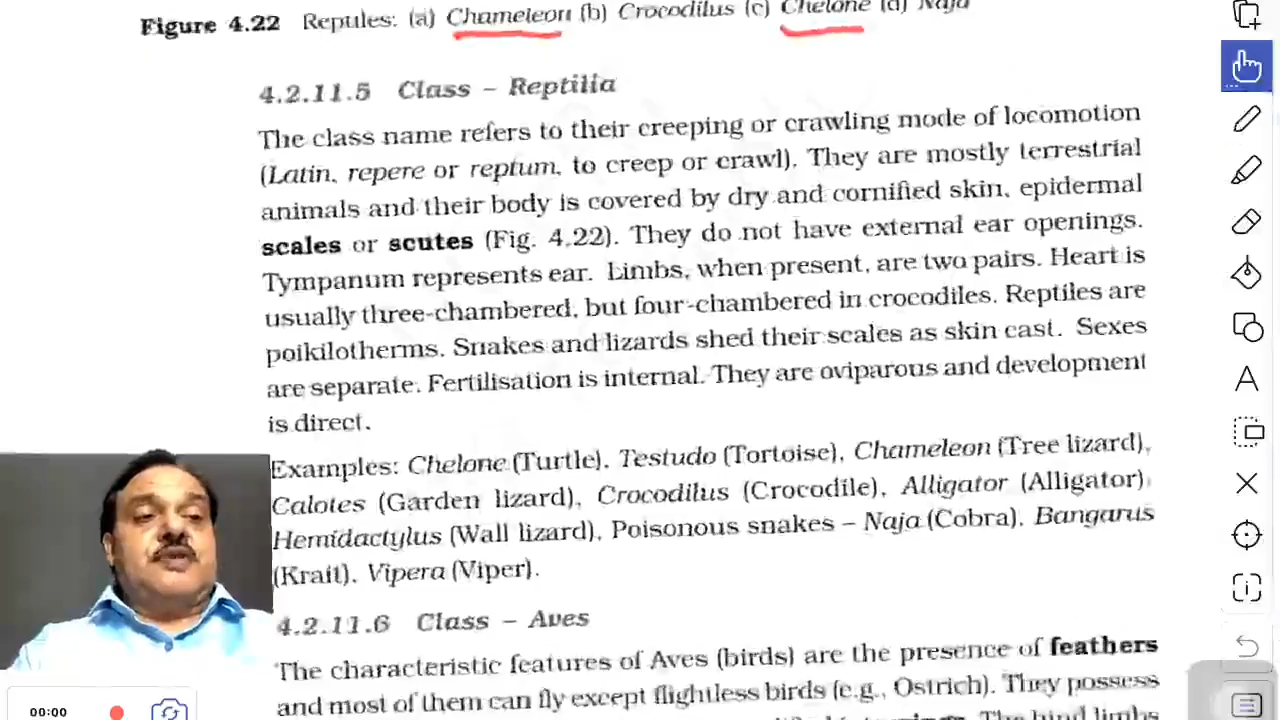 Figure 4.22 Reptiles: (a) Chameleon (b) Crocodilus (c) Chelone (d) Naja
4.2.11.5 Class – Reptilia
The class name refers to their creeping or crawling mode of locomotion
(Latin, repere or reptum, to creep or crawl). They are mostly terrestrial
animals and their body is covered by dry and cornified skin, epidermal
scales or scutes (Fig. 4.22). They do not have external ear openings.
Tympanum represents ear. Limbs, when present, are two pairs. Heart is
usually three-chambered, but four-chambered in crocodiles. Reptiles are
poikilotherms. Snakes and lizards shed their scales as skin cast. Sexes
are separate. Fertilisation is internal. They are oviparous and development
is direct.
Examples: Chelone (Turtle), Testudo (Tortoise), Chameleon (Tree lizard),
Calotes (Garden lizard), Crocodilus (Crocodile), Alligator (Alligator).
Hemidactylus (Wall lizard), Poisonous snakes – Naja (Cobra), Bangarus
(Krait), Vipera (Viper).
4.2.11.6 Class – Aves
The characteristic features of Aves (birds) are the presence of feathers
and most of them can fly except flightless birds (e.g., Ostrich). They possess
The hind limbs
A
00:00